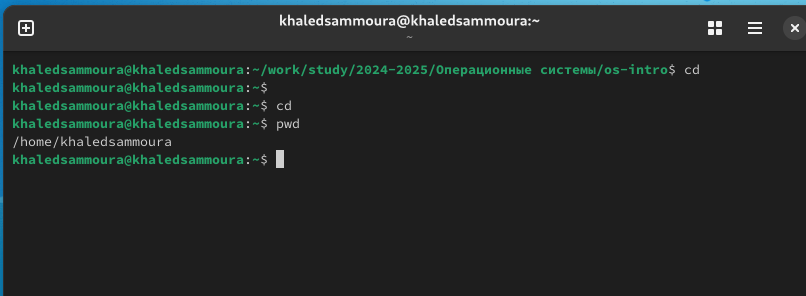 khaledsammoura@khaledsammoura:~
~
khaledsammoura@khaledsammoura:~/work/study/2024-2025/Операционные системы/os-intro$ cd
khaledsammoura@khaledsammoura:~$
khaledsammoura@khaledsammoura:~$ cd
khaledsammoura@khaledsammoura:~$ pwd
/home/khaledsammoura
khaledsammoura@khaledsammoura:~$